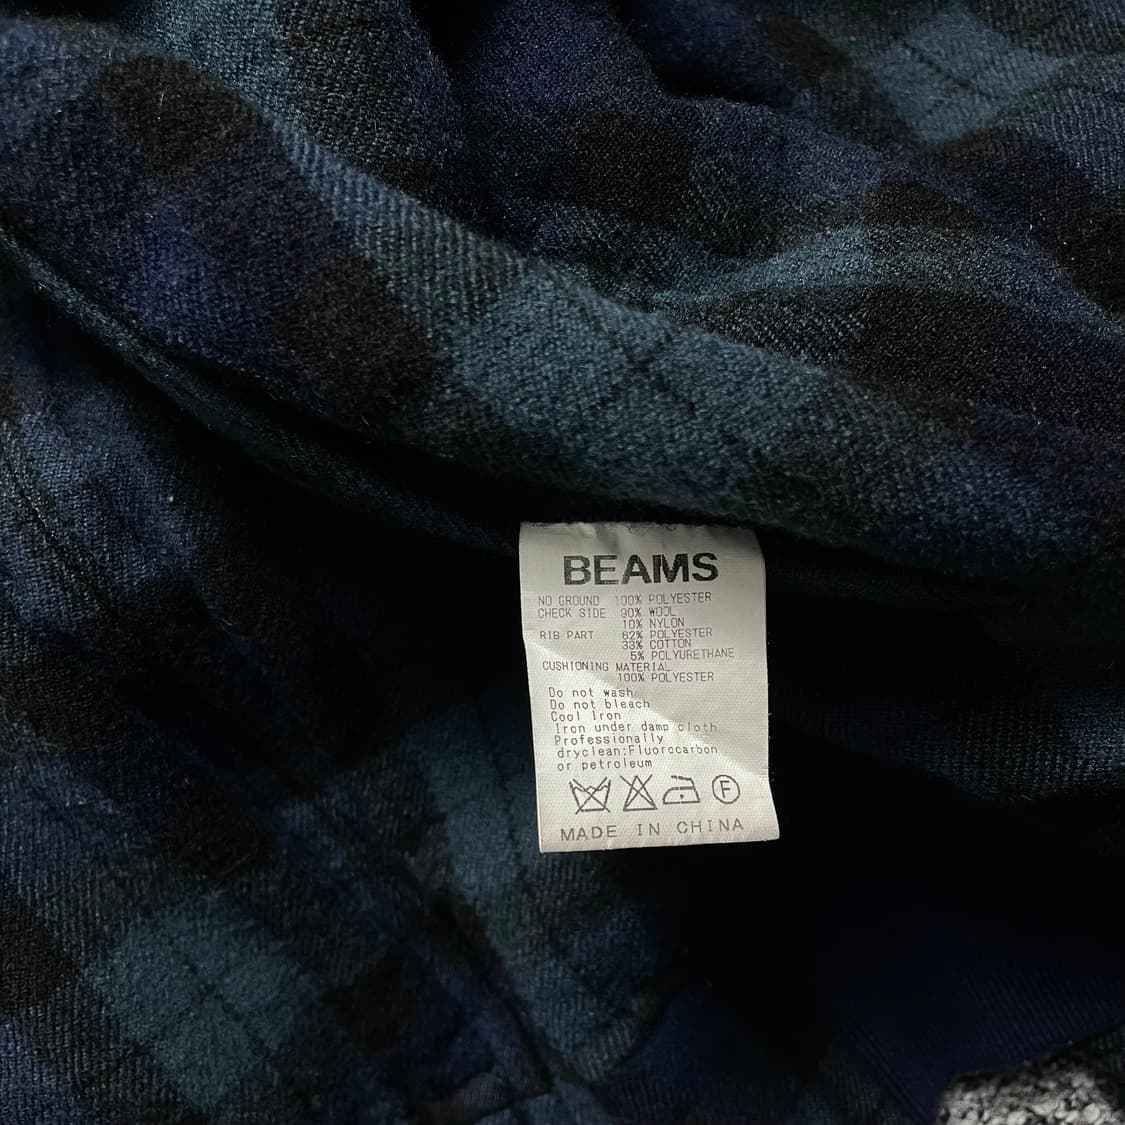 BEAMS
NO GROUND 100% POLYESTER
CHECK SIDE 90% WOOL
10% NYLON
RIB PART 62% POLYESTER
33% COTTON
5% POLYURETHANE
CUSHIONING MATERIAL
100% POLYESTER
Do not wash
Do not bleach
Cool Iron
Iron under damp cloth
Professionally
dryclean:Fluorocarbon
or petroleum
F
MADE IN CHINA